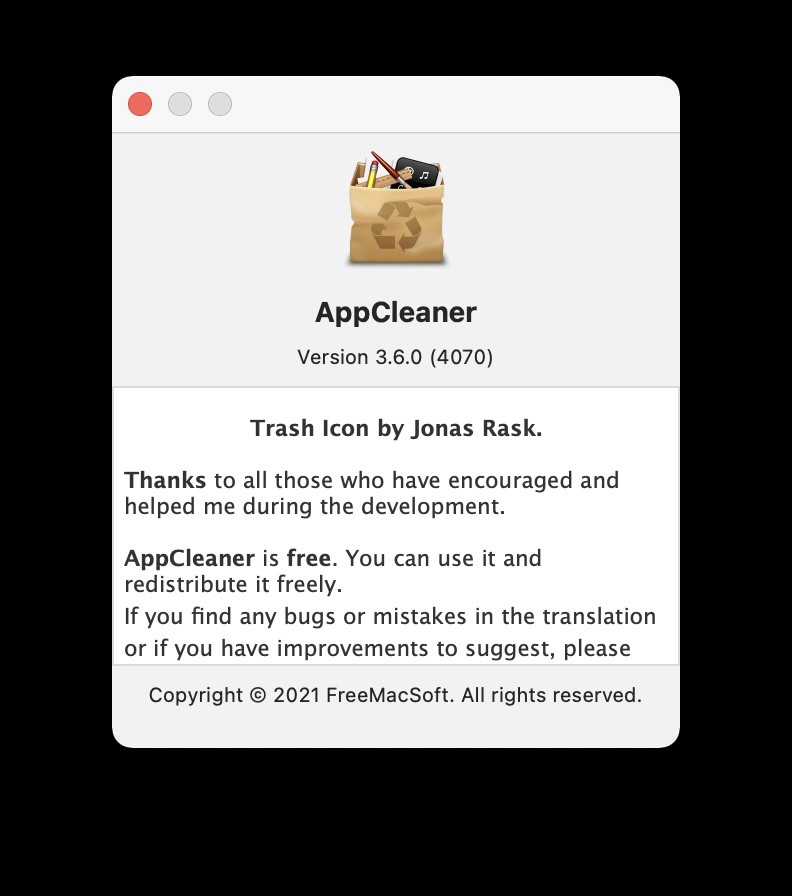 AppCleaner
Version 3.6.0 (4070)
Trash Icon by Jonas Rask.
Thanks to all those who have encouraged and
helped me during the development.
AppCleaner is free. You can use it and
redistribute it freely.
If you find any bugs or mistakes in the translation
or if you have improvements to suggest, please
Copyright © 2021 FreeMacSoft. All rights reserved.